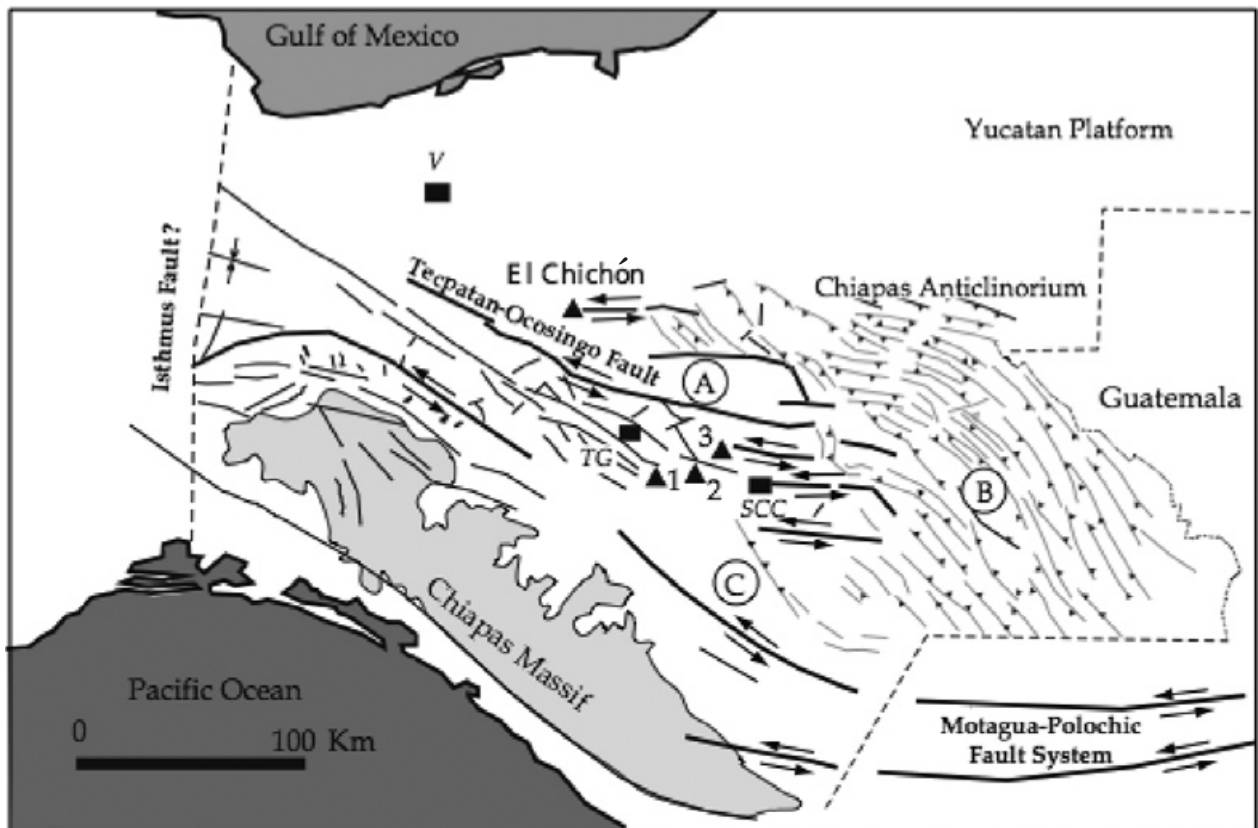 Gulf of Mexico
Yucatan Platform
V
Isthmus Fault?
El Chichón
Tecpatan-Ocosingo Fault
Chiapas Anticlinorium
A
Guatemala
3
TG
1
2
SCC
B
C
Chiapas Massif
Pacific Ocean
0
100 Km
Motagua-Polochic
Fault System